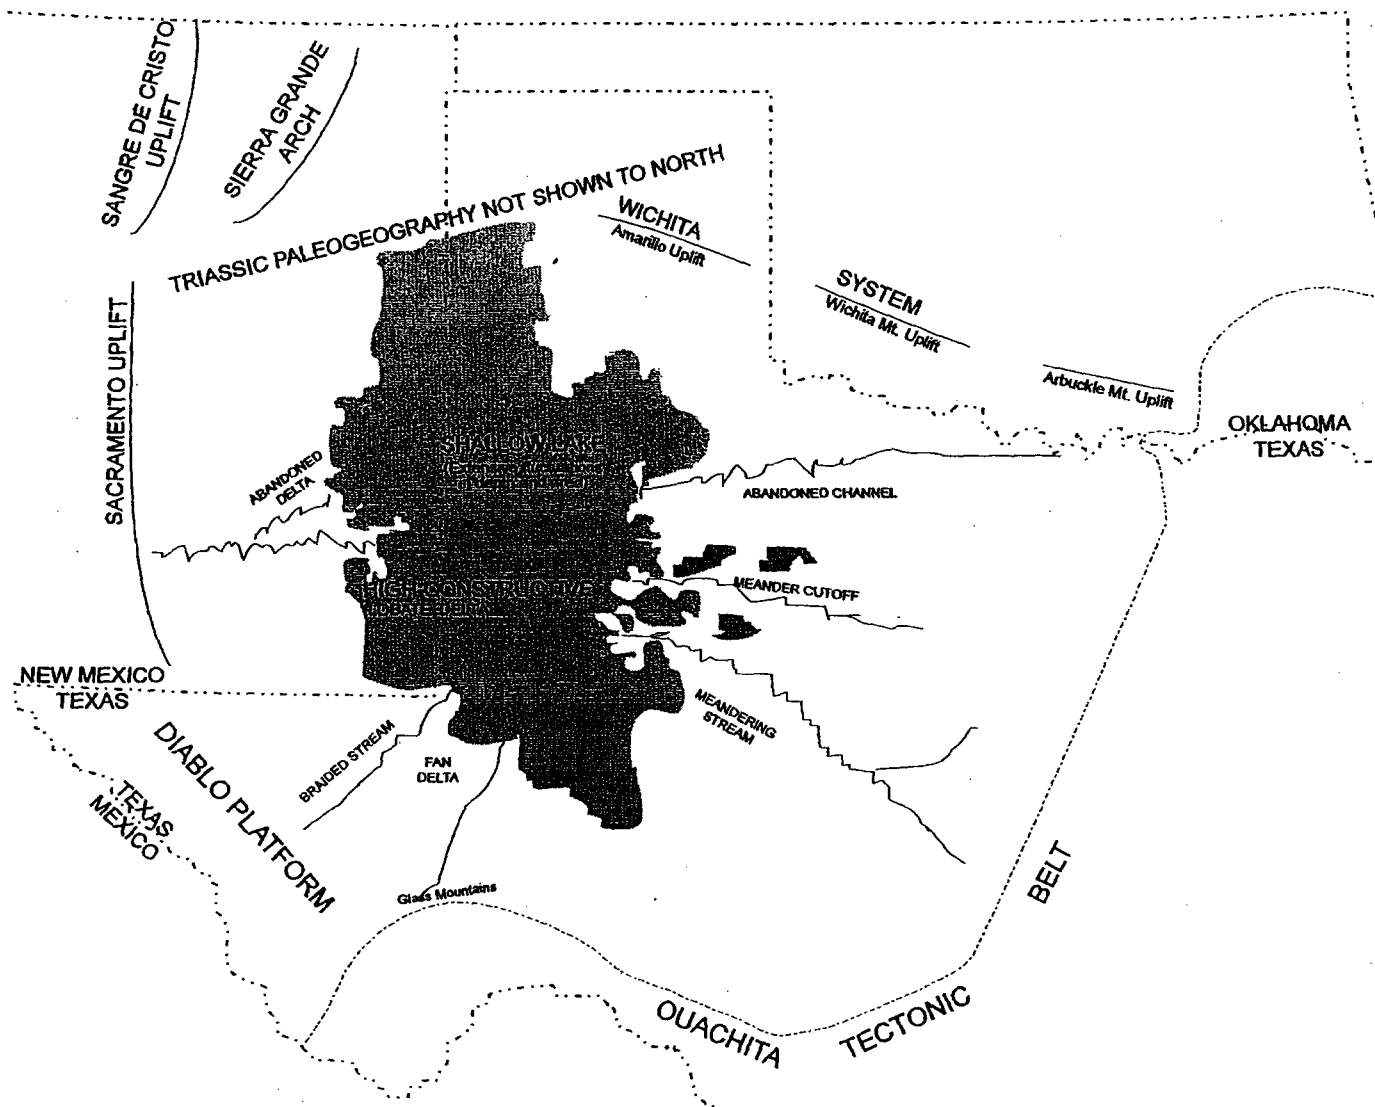 SANGRE DE CRISTO
UPLIFT
SIERRA GRANDE
ARCH
TRIASSIC PALEOGEOGRAPHY NOT SHOWN TO NORTH
WICHITA
Amarillo Uplift
SYSTEM
Wichita Mt. Uplift
Arbuckle Mt. Uplift
OKLAHOMA
TEXAS
SACRAMENTO UPLIFT
SHALLOW LAKE
ABANDONED
DELTA
ABANDONED CHANNEL
HIGH-CONSTRUCTIVE
MEANDER CUTOFF
NEW MEXICO
TEXAS
MEANDERING
STREAM
BRAIDED STREAM
FAN
DELTA
DIABLO PLATFORM
TEXAS
MEXICO
Glass Mountains
OUACHITA
TECTONIC
BELT